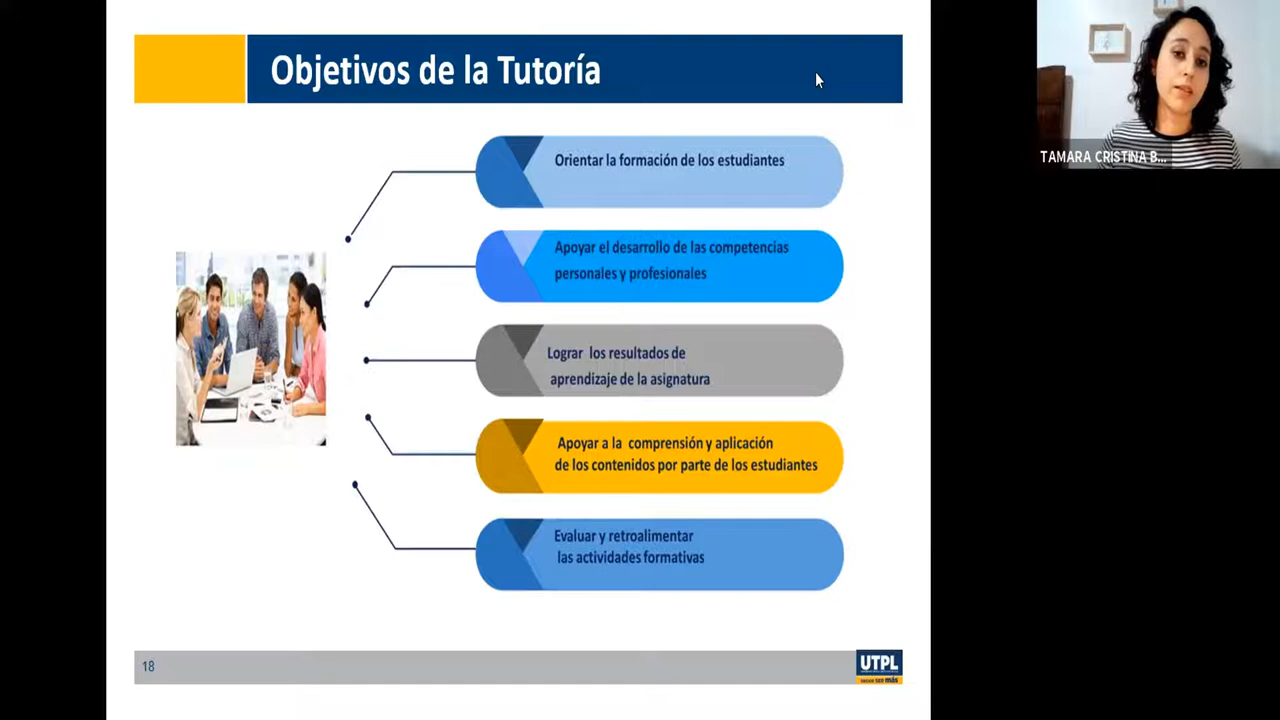 Objetivos de la Tutoría
TAMARA CRISTINA B...
Orientar la formación de los estudiantes
Apoyar el desarrollo de las competencias
personales y profesionales
Lograr los resultados de
aprendizaje de la asignatura
Apoyar a la comprensión y aplicación
de los contenidos por parte de los estudiantes
Evaluar y retroalimentar
las actividades formativas
18
UTPL